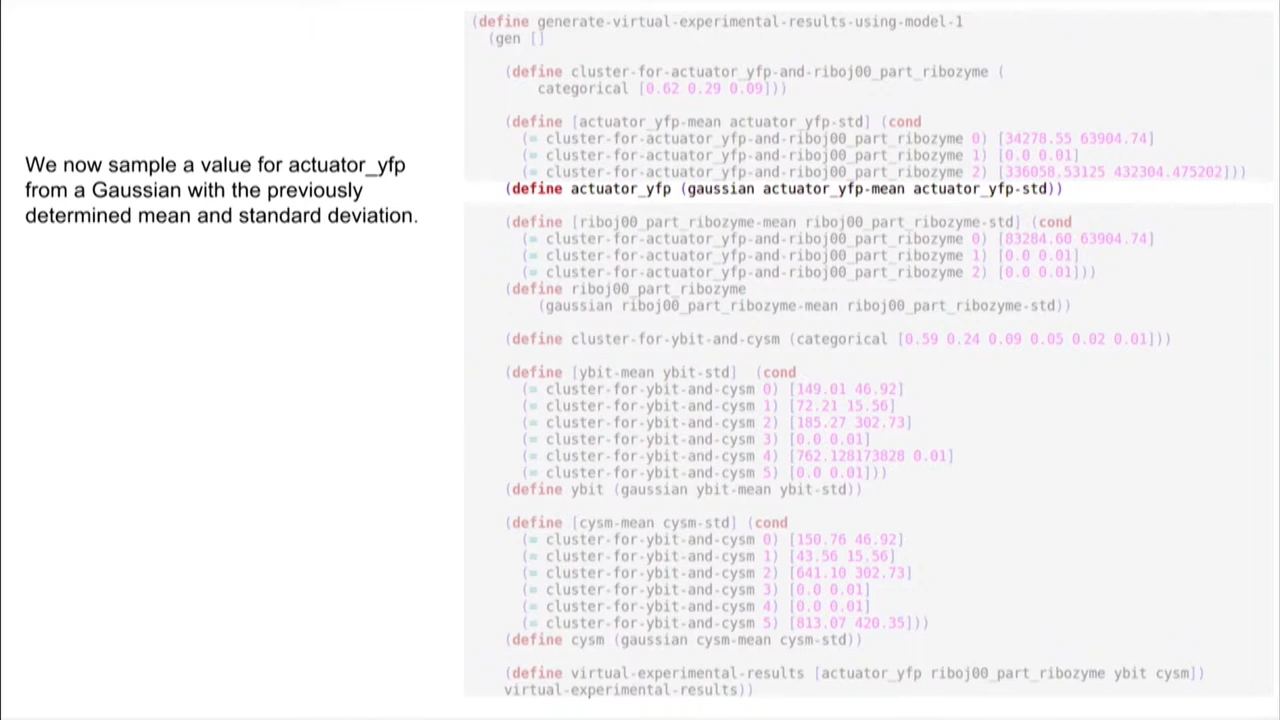 We now sample a value for actuator_yfp
from a Gaussian with the previously
determined mean and standard deviation.
(define generate-virtual-experimental-results-using-model-1
(gen []
(define cluster-for-actuator_yfp-and-riboj00_part_ribozyme (
categorical [0.62 0.29 0.09]))
(define [actuator_yfp-mean actuator_yfp-std] (cond
(= cluster-for-actuator_yfp-and-riboj00_part_ribozyme 0) [34278.55 63904.74]
(= cluster-for-actuator_yfp-and-riboj00_part_ribozyme 1) [0.0 0.01]
(= cluster-for-actuator_yfp-and-riboj00_part_ribozyme 2) [336058.53125 432304.475202]))
(define actuator_yfp (gaussian actuator_yfp-mean actuator_yfp-std))
(define [riboj00_part_ribozyme-mean riboj00_part_ribozyme-std] (cond
(= cluster-for-actuator_yfp-and-riboj00_part_ribozyme 0) [83284.60 63904.74]
(= cluster-for-actuator_yfp-and-riboj00_part_ribozyme 1) [0.0 0.01]
(= cluster-for-actuator_yfp-and-riboj00_part_ribozyme 2) [0.0 0.01]))
(define riboj00_part_ribozyme
(gaussian riboj00_part_ribozyme-mean riboj00_part_ribozyme-std))
(define cluster-for-ybit-and-cysm (categorical [0.59 0.24 0.09 0.05 0.02 0.01]))
(define [ybit-mean ybit-std] (cond
(= cluster-for-ybit-and-cysm 0) [149.01 46.92]
(= cluster-for-ybit-and-cysm 1) [72.21 15.56]
(= cluster-for-ybit-and-cysm 2) [185.27 302.73]
(= cluster-for-ybit-and-cysm 3) [0.0 0.01]
(= cluster-for-ybit-and-cysm 4) [762.128173828 0.01]
(= cluster-for-ybit-and-cysm 5) [0.0 0.01]))
(define ybit (gaussian ybit-mean ybit-std))
(define [cysm-mean cysm-std] (cond
(= cluster-for-ybit-and-cysm 0) [150.76 46.92]
(= cluster-for-ybit-and-cysm 1) [43.56 15.56]
(= cluster-for-ybit-and-cysm 2) [641.10 302.73]
(= cluster-for-ybit-and-cysm 3) [0.0 0.01]
(= cluster-for-ybit-and-cysm 4) [0.0 0.01]
(= cluster-for-ybit-and-cysm 5) [813.07 420.35]))
(define cysm (gaussian cysm-mean cysm-std))
(define virtual-experimental-results [actuator_yfp riboj00_part_ribozyme ybit cysm])
virtual-experimental-results))